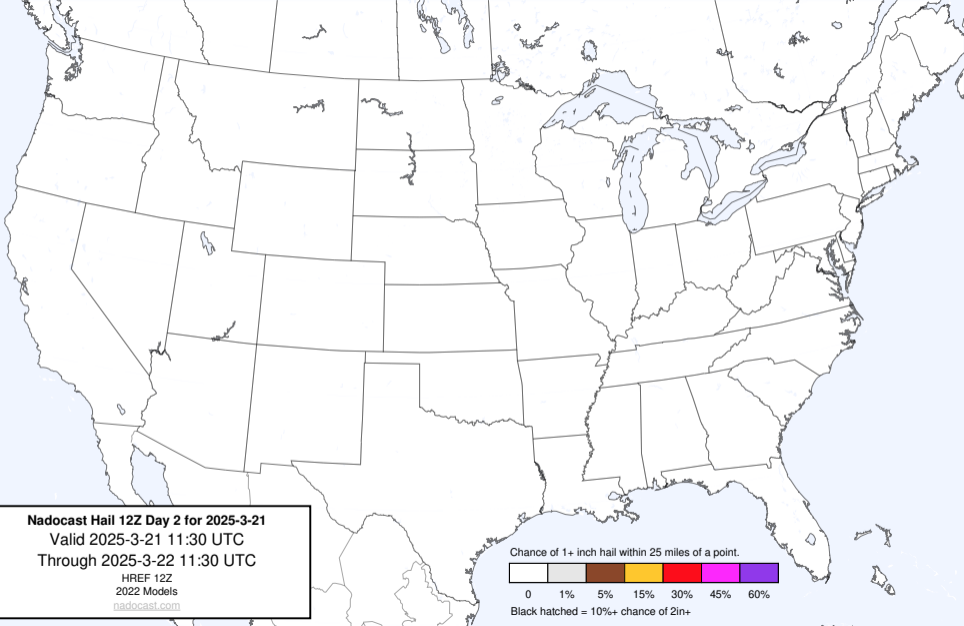 Nadocast Hail 12Z Day 2 for 2025-3-21
Valid 2025-3-21 11:30 UTC
Through 2025-3-22 11:30 UTC
HREF 12Z
2022 Models
nadocast.com
Chance of 1+ inch hail within 25 miles of a point.
0 1% 5% 15% 30% 45% 60%
Black hatched = 10%+ chance of 2in+